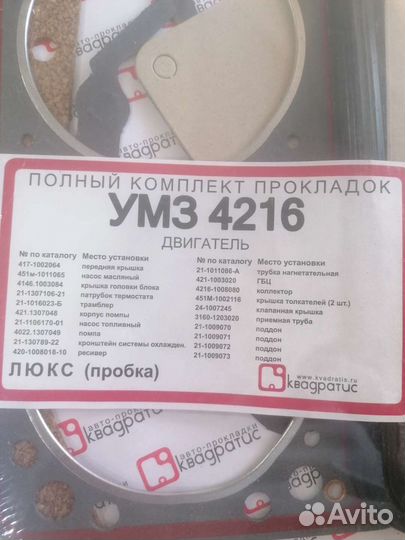 авто-прокладки
квадратис
ПОЛНЫЙ КОМПЛЕКТ ПРОКЛАДОК
УМЗ 4216
ДВИГАТЕЛЬ
№ по каталогу Место установки
417-1002064 передняя крышка
451м-1011065 насос масляный
4146.1003084 крышка головки блока
21-1307106-21 патрубок термостата
21-1016023-Б трамблер
421.1307048 корпус помпы
21-1106170-01 насос топливный
4022.1307049 помпа
21-130789-22 кронштейн системы охлажден.
420-1008018-10 ресивер
№ по каталогу Место установки
21-1011086-А трубка нагнетательная
421-1003020 ГБЦ
4216-1008080 коллектор
451М-1002116 крышка толкателей (2 шт.)
24-1007245 клапанная крышка
3160-1203020 приемная труба
21-1009070 поддон
21-1009071 поддон
21-1009072 поддон
21-1009073 поддон
ЛЮКС (пробка)
www.kvadratis.ru
квадратис
авто-прокладки
квадратис
Avito